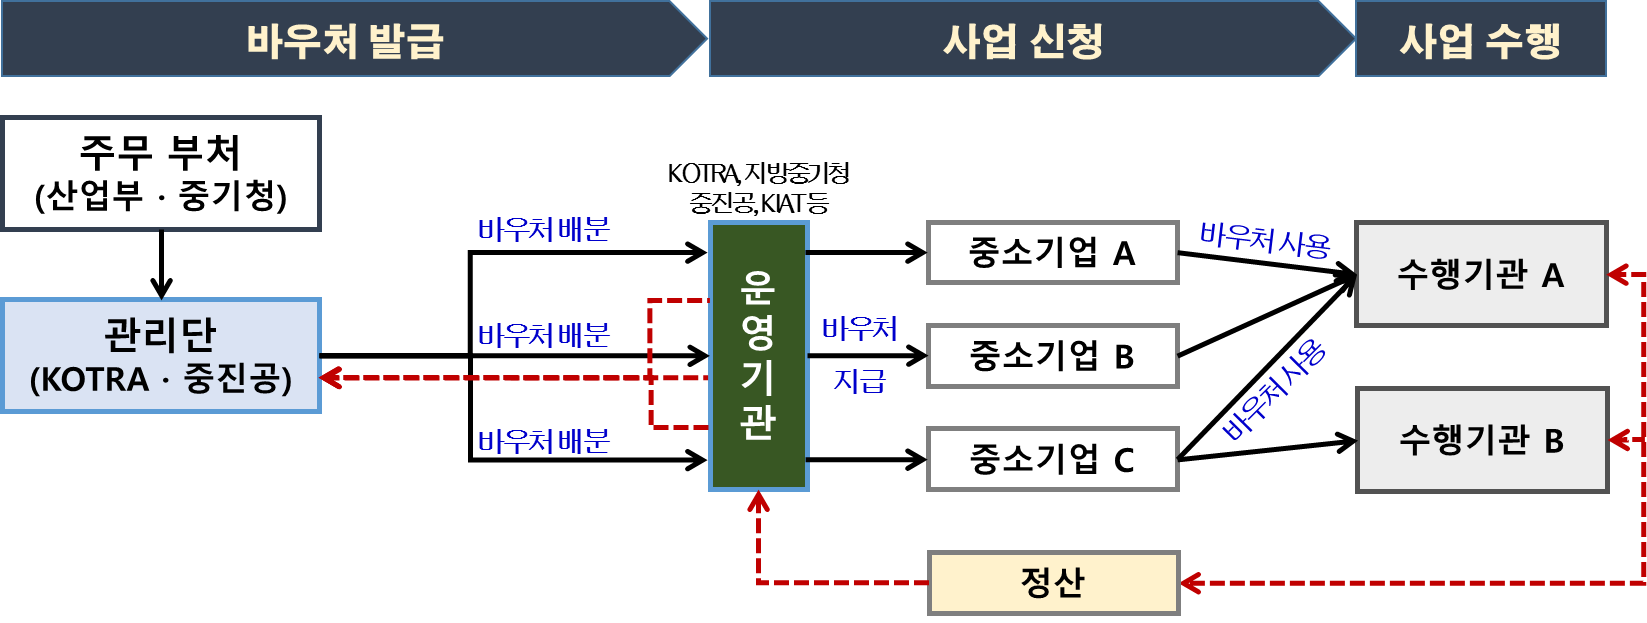 바우처 발급
사업 신청
사업 수행
주무 부처
(산업부 · 중기청)
관리단
(KOTRA · 중진공)
바우처 배분
바우처 배분
바우처 배분
KOTRA, 지방중기청
중진공, KIAT 등
운
영
기
관
바우처
지급
중소기업 A
중소기업 B
중소기업 C
바우처 사용
바우처 사용
수행기관 A
수행기관 B
정산